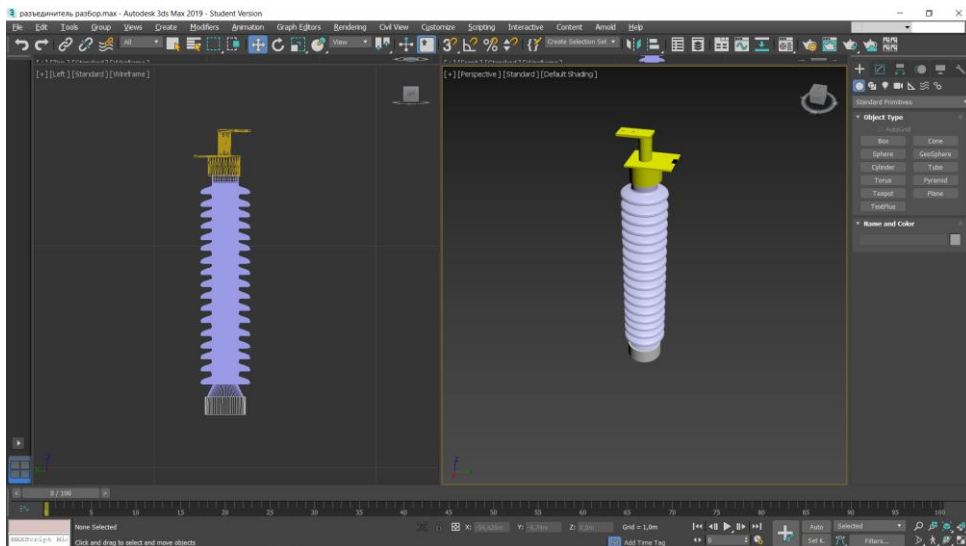 разъединитель разбор.max - Autodesk 3ds Max 2019 - Student Version
File Edit Tools Group Views Create Modifiers Animation Graph Editors Rendering Civil View Customize Scripting Interactive Content Arnold Help
All View Create Selection Set
[+] [Left] [Standard] [Wireframe]
[+] [Perspective] [Standard] [Default Shading]
Standard Primitives
Object Type
AutoGrid
Box Cone
Sphere GeoSphere
Cylinder Tube
Torus Pyramid
Teapot Plane
TextPlus
Name and Color
0 / 100
5 10 15 20 25 30 35 40 45 50 55 60 65 70 75 80 85 90 95 100
None Selected
X: Y: Z: Grid = 1,0m
Auto Selected
MAXScript Mi
Click and drag to select and move objects
Add Time Tag
0
Set K. Filters...